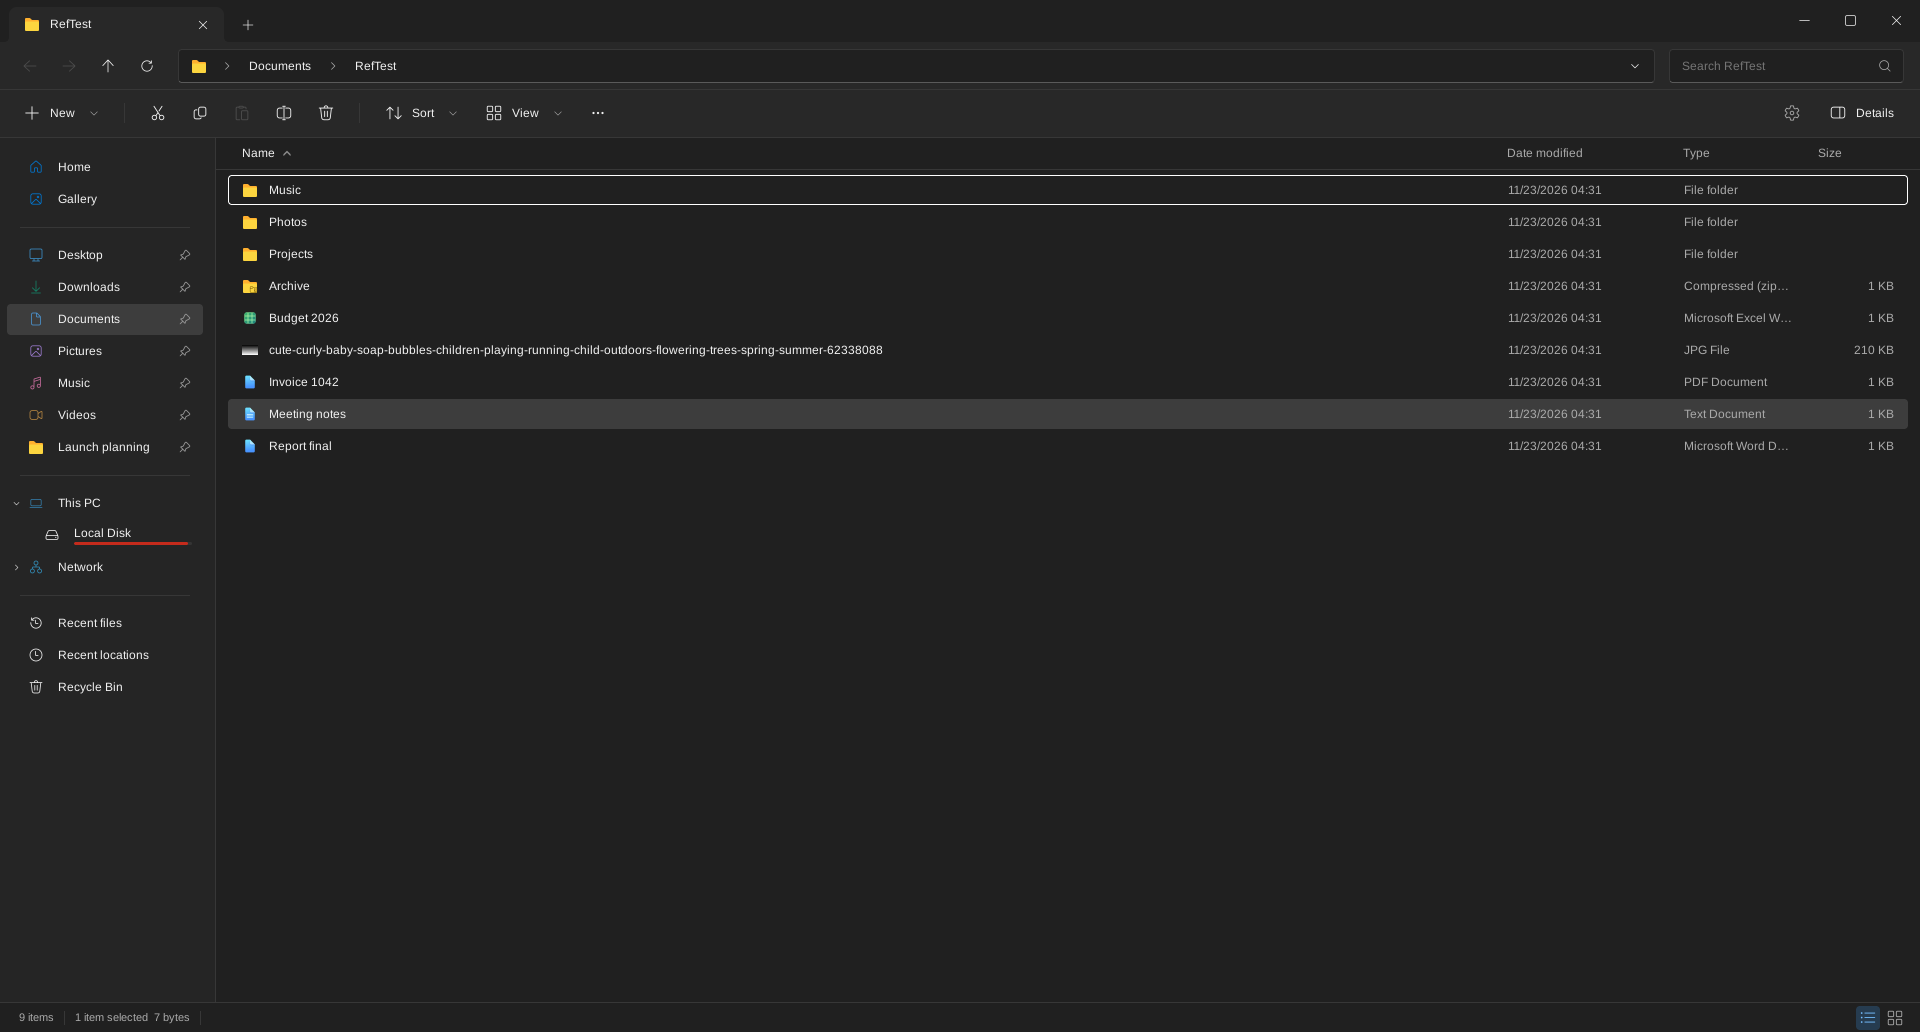 RefTest
Documents
RefTest
Search RefTest
New
Sort
View
Details
Home
Gallery
Desktop
Downloads
Documents
Pictures
Music
Videos
Launch planning
This PC
Local Disk
Network
Recent files
Recent locations
Recycle Bin
Name Date modified Type Size
Music 11/23/2026 04:31 File folder
Photos 11/23/2026 04:31 File folder
Projects 11/23/2026 04:31 File folder
Archive 11/23/2026 04:31 Compressed (zip... 1 KB
Budget 2026 11/23/2026 04:31 Microsoft Excel W... 1 KB
cute-curly-baby-soap-bubbles-children-playing-running-child-outdoors-flowering-trees-spring-summer-62338088 11/23/2026 04:31 JPG File 210 KB
Invoice 1042 11/23/2026 04:31 PDF Document 1 KB
Meeting notes 11/23/2026 04:31 Text Document 1 KB
Report final 11/23/2026 04:31 Microsoft Word D... 1 KB
9 items 1 item selected 7 bytes